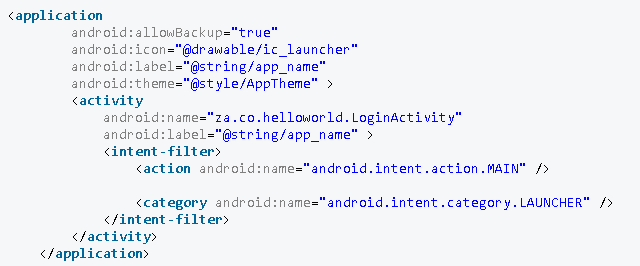 <application
        android:allowBackup="true"
        android:icon="@drawable/ic_launcher"
        android:label="@string/app_name"
        android:theme="@style/AppTheme" >
        <activity
            android:name="za.co.helloworld.LoginActivity"
            android:label="@string/app_name" >
            <intent-filter>
                <action android:name="android.intent.action.MAIN" />

                <category android:name="android.intent.category.LAUNCHER" />
            </intent-filter>
        </activity>
    </application>